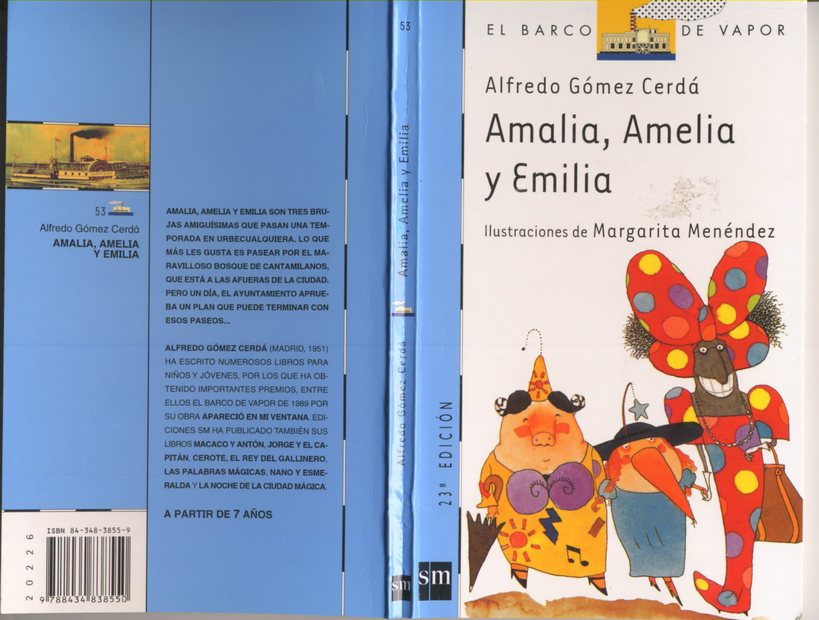 53
Alfredo Gómez Cerdá
AMALIA, AMELIA
Y EMILIA
ISBN 84-348-3855-9
20226
9 788434 838550
AMALIA, AMELIA Y EMILIA SON TRES BRU-
JAS AMIGUÍSIMAS QUE PASAN UNA TEM-
PORADA EN URBECUALQUIERA. LO QUE
MÁS LES GUSTA ES PASEAR POR EL MA-
RAVILLOSO BOSQUE DE CANTAMILANOS,
QUE ESTÁ A LAS AFUERAS DE LA CIUDAD.
PERO UN DÍA, EL AYUNTAMIENTO APRUE-
BA UN PLAN QUE PUEDE TERMINAR CON
ESOS PASEOS...
ALFREDO GÓMEZ CERDÁ (MADRID, 1951)
HA ESCRITO NUMEROSOS LIBROS PARA
NIÑOS Y JÓVENES, POR LOS QUE HA OB-
TENIDO IMPORTANTES PREMIOS, ENTRE
ELLOS EL BARCO DE VAPOR DE 1989 POR
SU OBRA APARECIÓ EN MI VENTANA. EDI-
CIONES SM HA PUBLICADO TAMBIÉN SUS
LIBROS MACACO Y ANTÓN, JORGE Y EL CA-
PITÁN, CEROTE, EL REY DEL GALLINERO,
LAS PALABRAS MÁGICAS, NANO Y ESME-
RALDA Y LA NOCHE DE LA CIUDAD MÁGICA.
A PARTIR DE 7 AÑOS
53
Amalia, Amelia y Emilia
Alfredo Gómez Cerdá
sm
23ª EDICIÓN
sm
EL BARCO DE VAPOR
Alfredo Gómez Cerdá
Amalia, Amelia
y Emilia
Ilustraciones de Margarita Menéndez